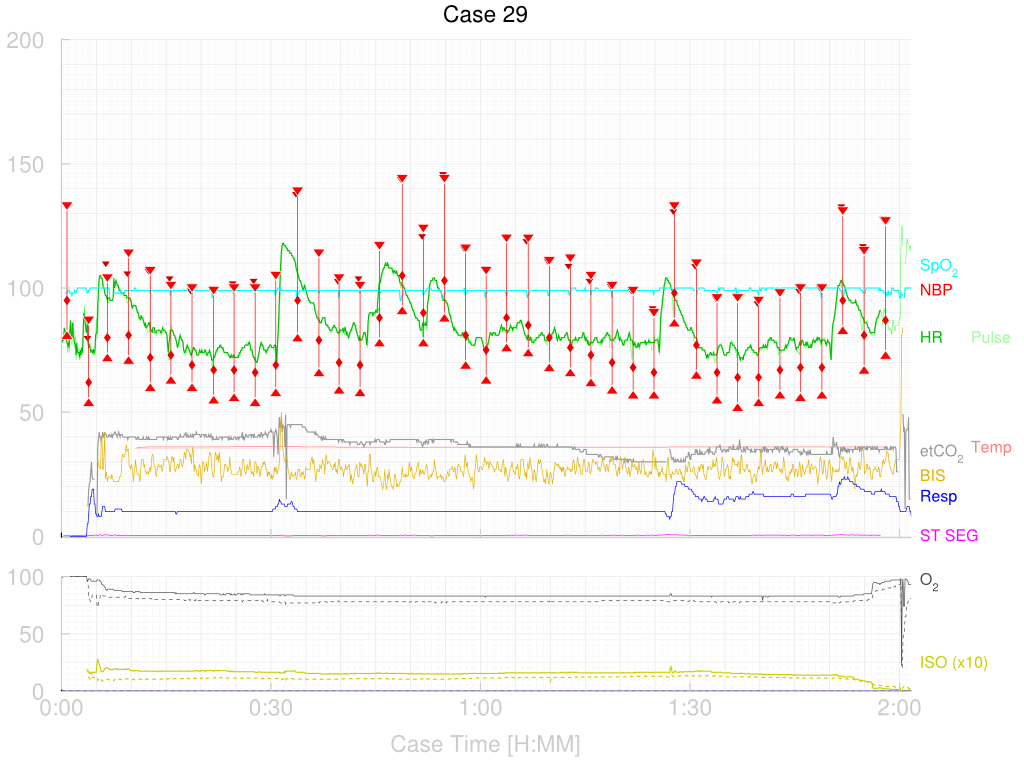 Case 29
200
150
100
50
0
SpO2
NBP
HR Pulse
etCO2 Temp
BIS
Resp
ST SEG
100
50
0
O2
ISO (x10)
0:00 0:30 1:00 1:30 2:00
Case Time [H:MM]